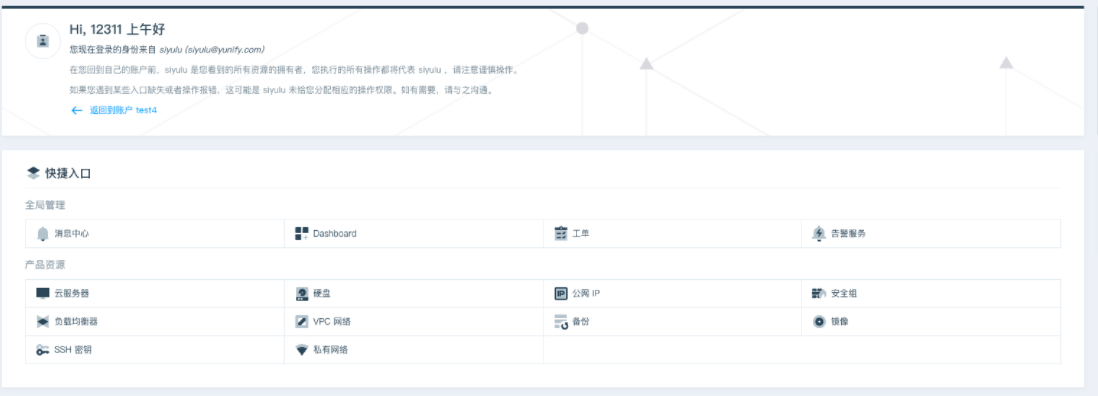 Hi, 12311 上午好
您现在登录的身份来自 siyulu (siyulu@yunify.com)
在您回到自己的账户前，siyulu 是您看到的所有资源的拥有者，您执行的所有操作都将代表 siyulu ，请注意谨慎操作。
如果您遇到某些入口缺失或者操作报错，这可能是 siyulu 未给您分配相应的操作权限。如有需要，请与之沟通。
返回到账户 test4
快捷入口
全局管理
消息中心 Dashboard 工单 告警服务
产品资源
云服务器 硬盘 公网 IP 安全组
负载均衡器 VPC 网络 备份 镜像
SSH 密钥 私有网络